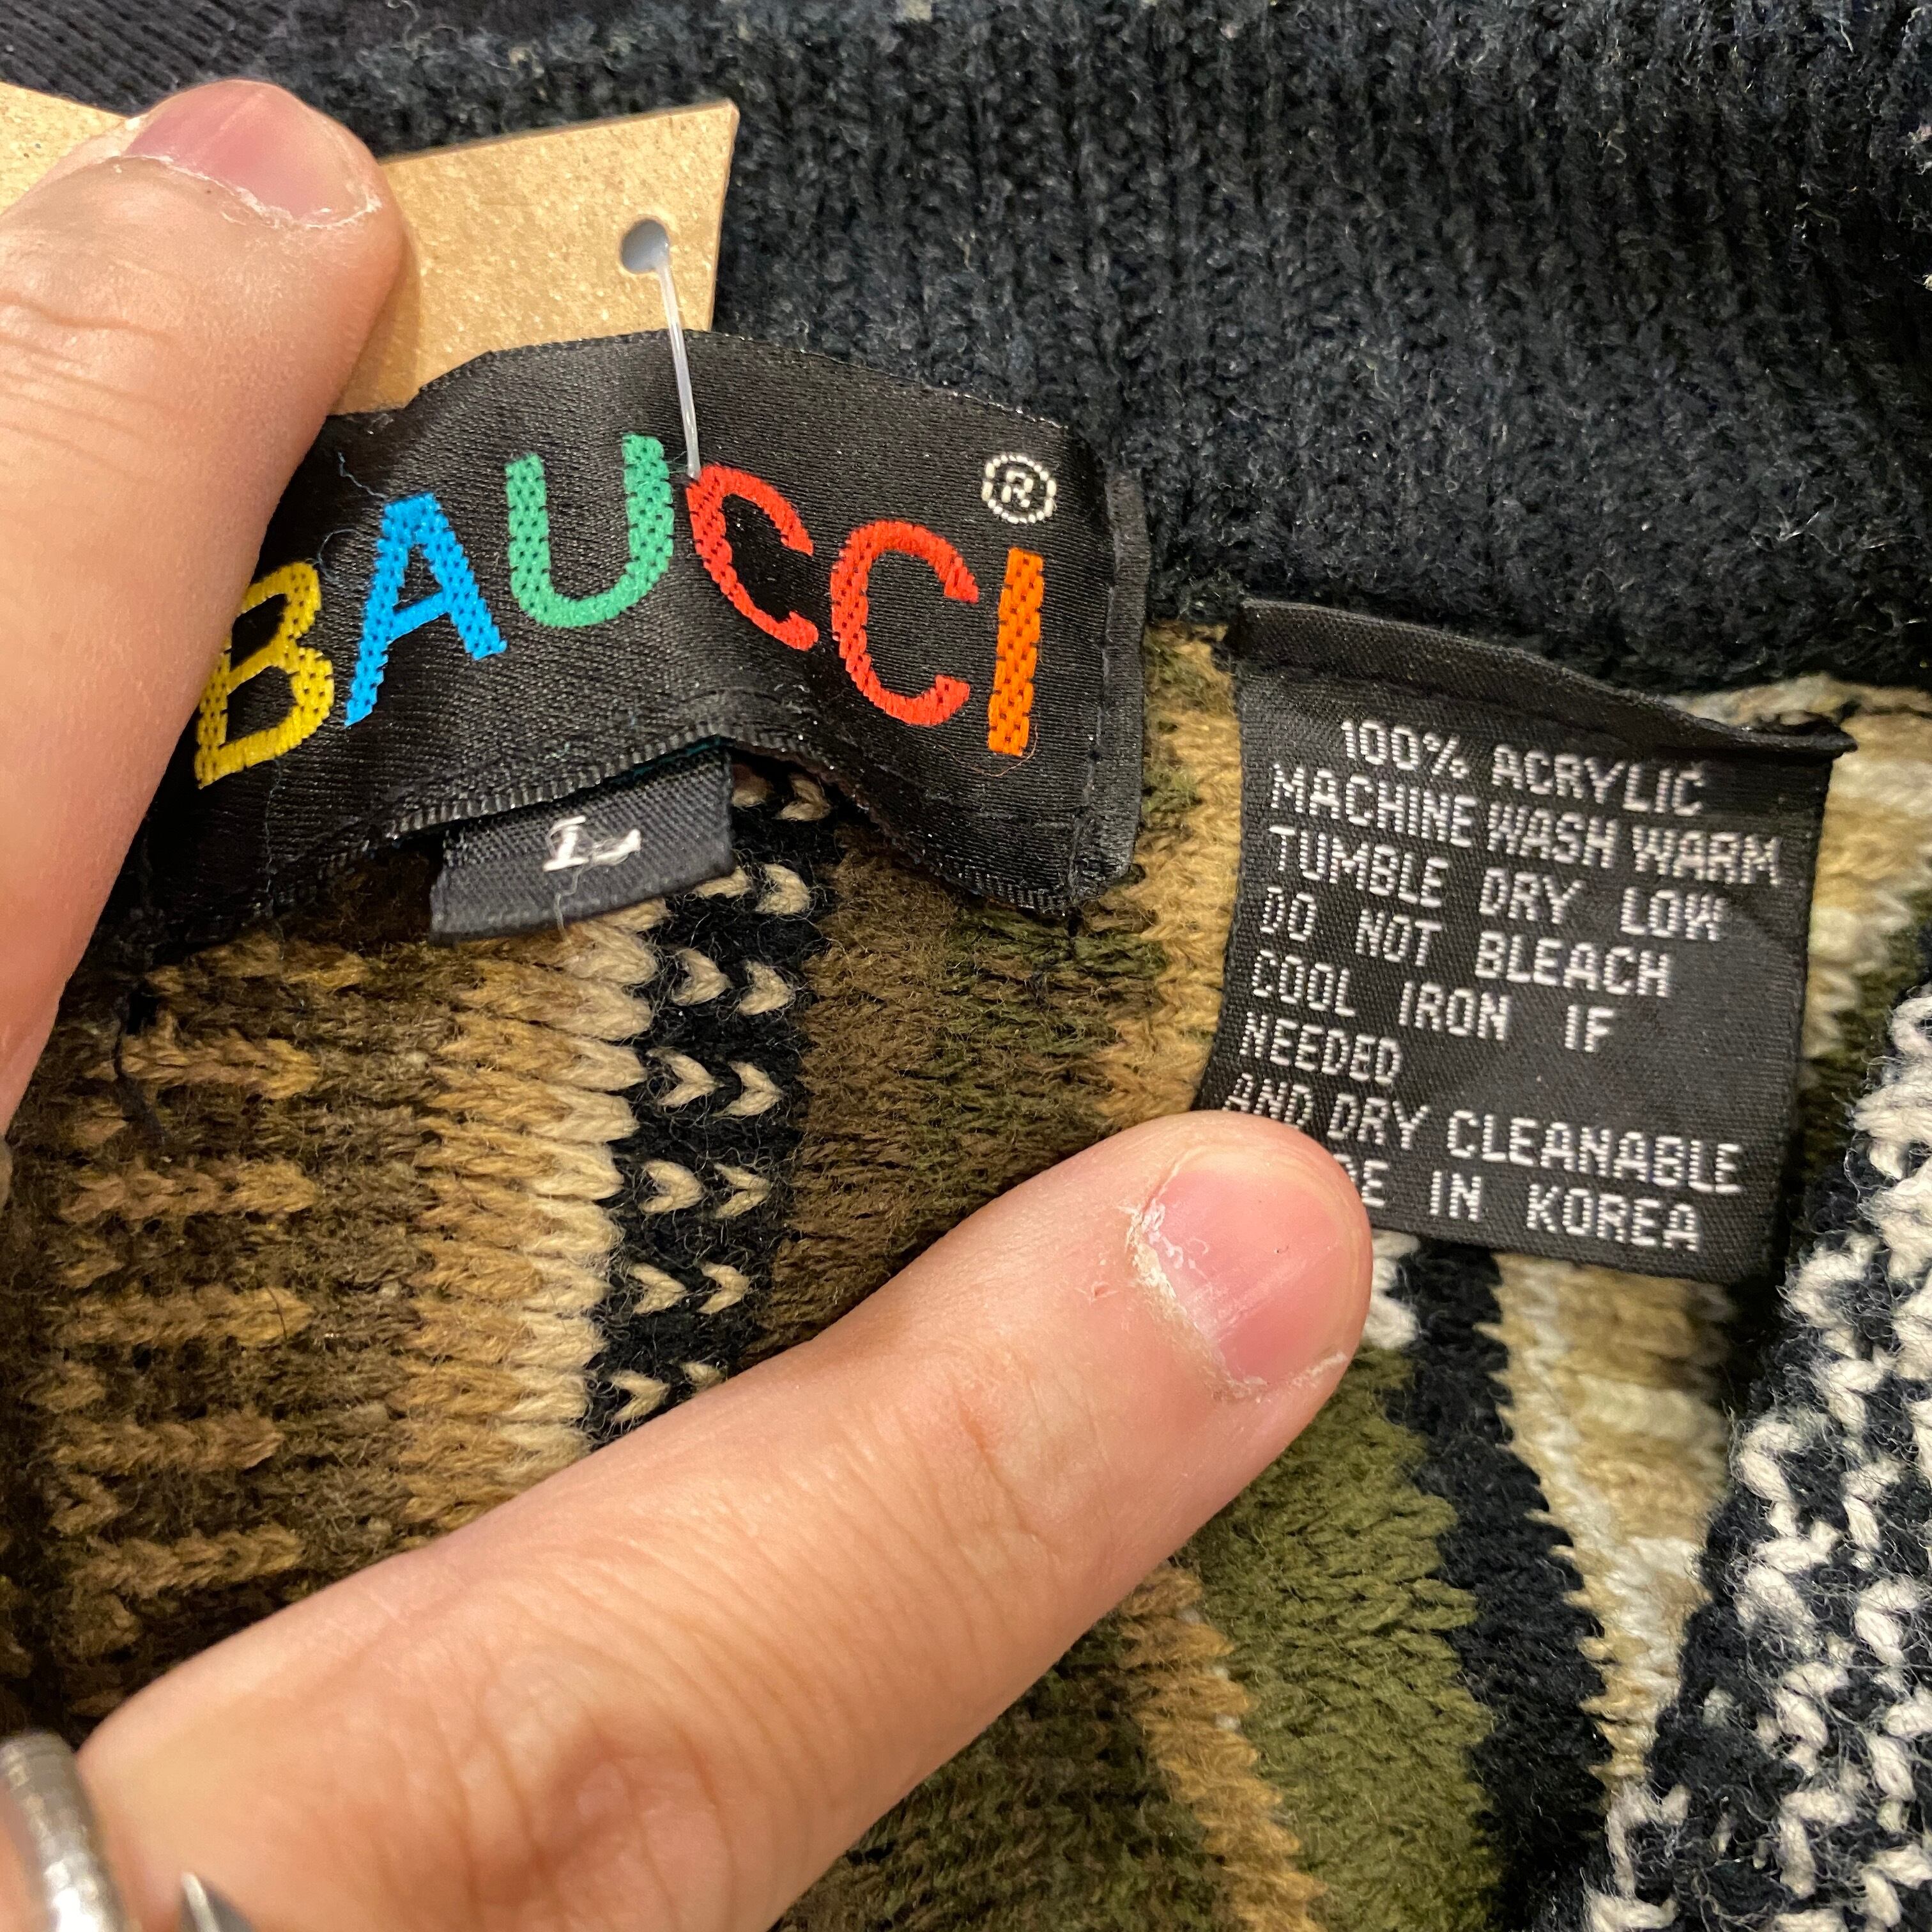 BAUCCI ®
L
100% ACRYLIC
MACHINE WASH WARM
TUMBLE DRY LOW
DO NOT BLEACH
COOL IRON IF
NEEDED
AND DRY CLEANABLE
DE IN KOREA